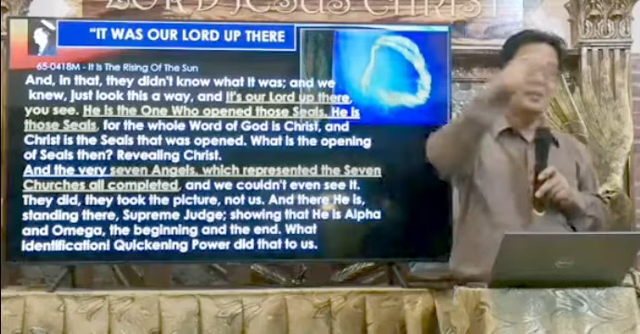 LORD JESUS CHRIST
"IT WAS OUR LORD UP THERE
65-0418M - It Is The Rising Of The Sun
And, in that, they didn't know what it was; and we
knew, just look this a way, and it's our Lord up there,
you see. He is the One Who opened those Seals. He is
those Seals, for the whole Word of God is Christ, and
Christ is the Seals that was opened. What is the opening
of Seals then? Revealing Christ.
And the very seven Angels, which represented the Seven
Churches all completed, and we couldn't even see it.
They did, they took the picture, not us. And there He is,
standing there, Supreme Judge; showing that He is Alpha
and Omega, the beginning and the end. What
Identification! Quickening Power did that to us.
DELL